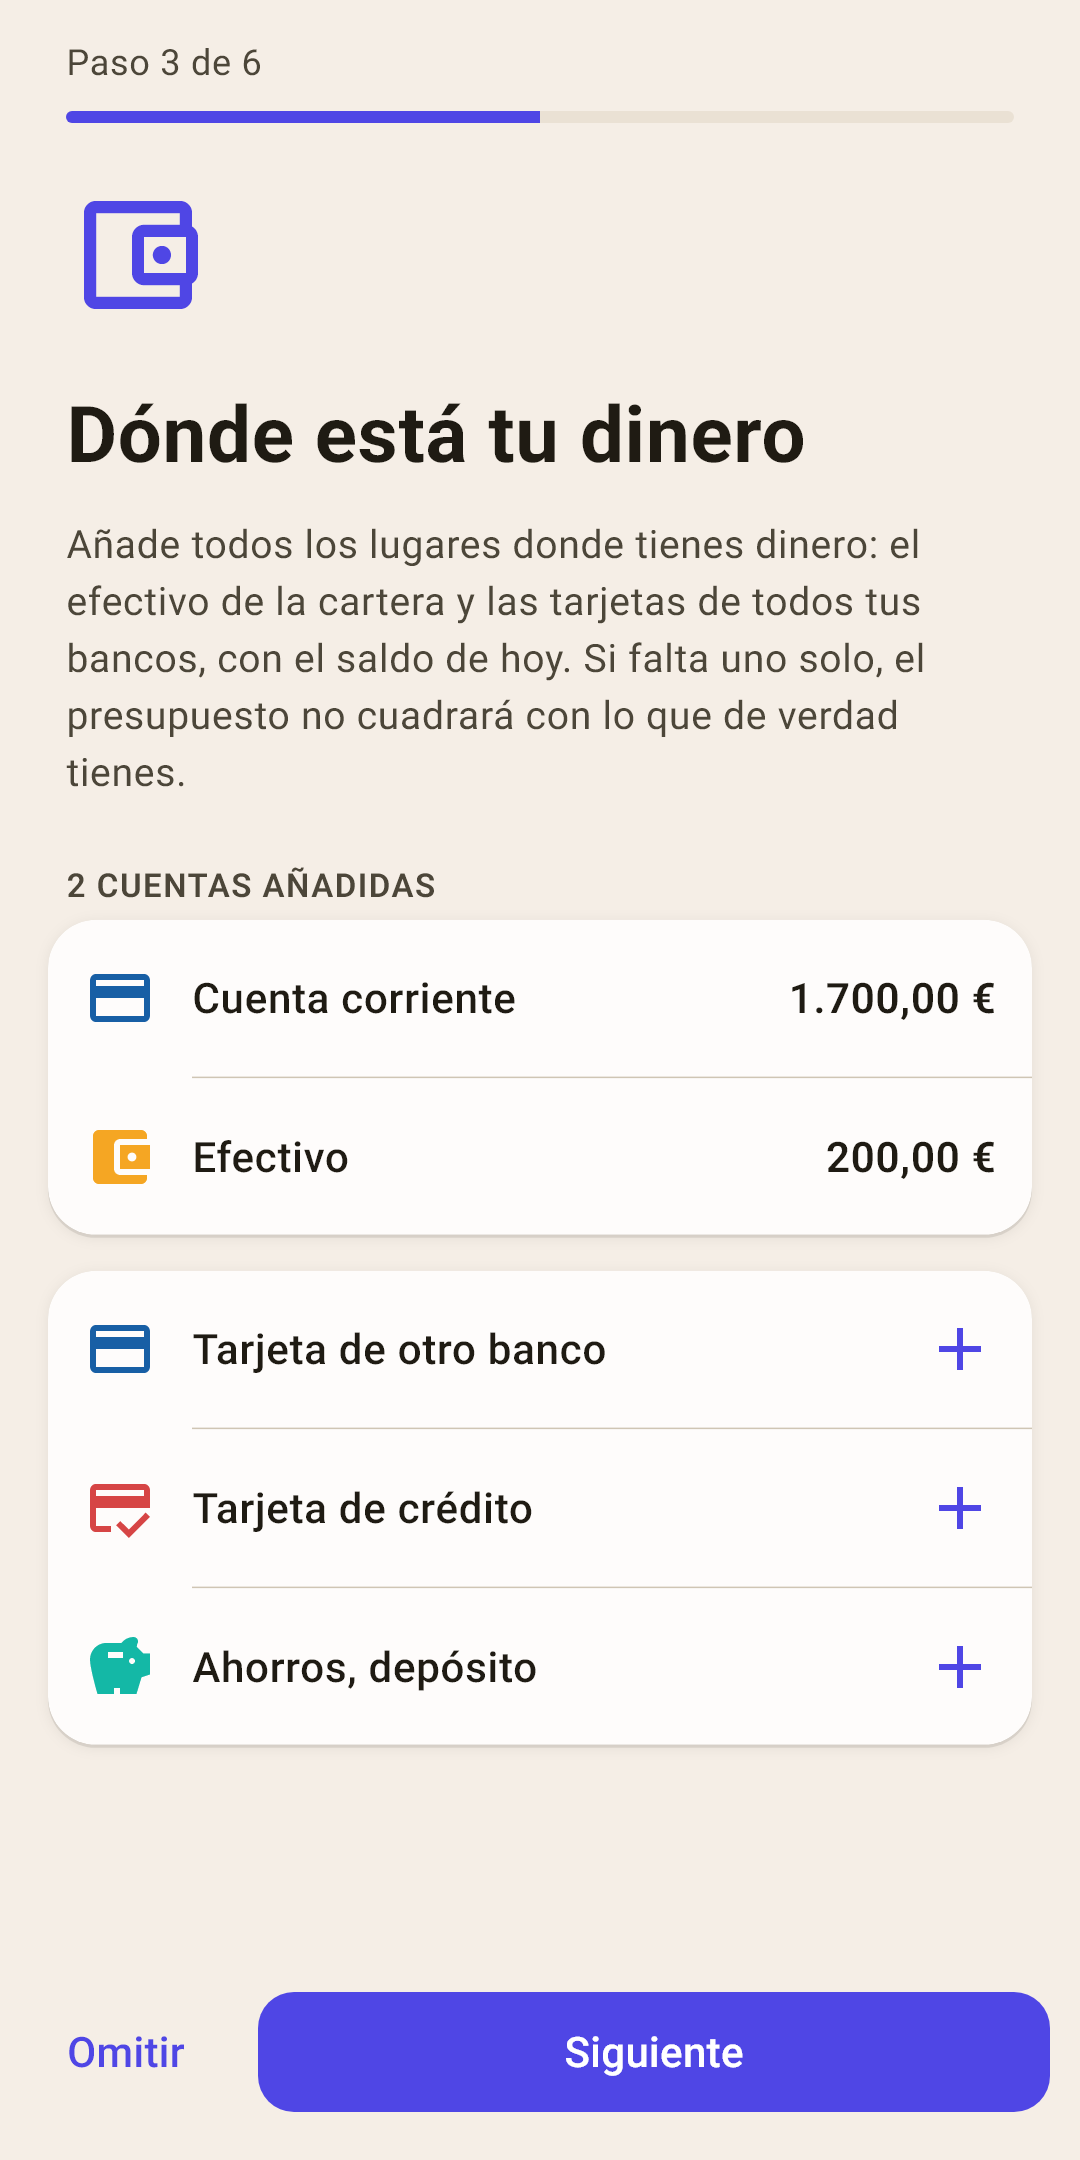 Paso 3 de 6
Dónde está tu dinero
Añade todos los lugares donde tienes dinero: el
efectivo de la cartera y las tarjetas de todos tus
bancos, con el saldo de hoy. Si falta uno solo, el
presupuesto no cuadrará con lo que de verdad
tienes.
2 CUENTAS AÑADIDAS
Cuenta corriente 1.700,00 €
Efectivo 200,00 €
Tarjeta de otro banco
Tarjeta de crédito
Ahorros, depósito
Omitir Siguiente